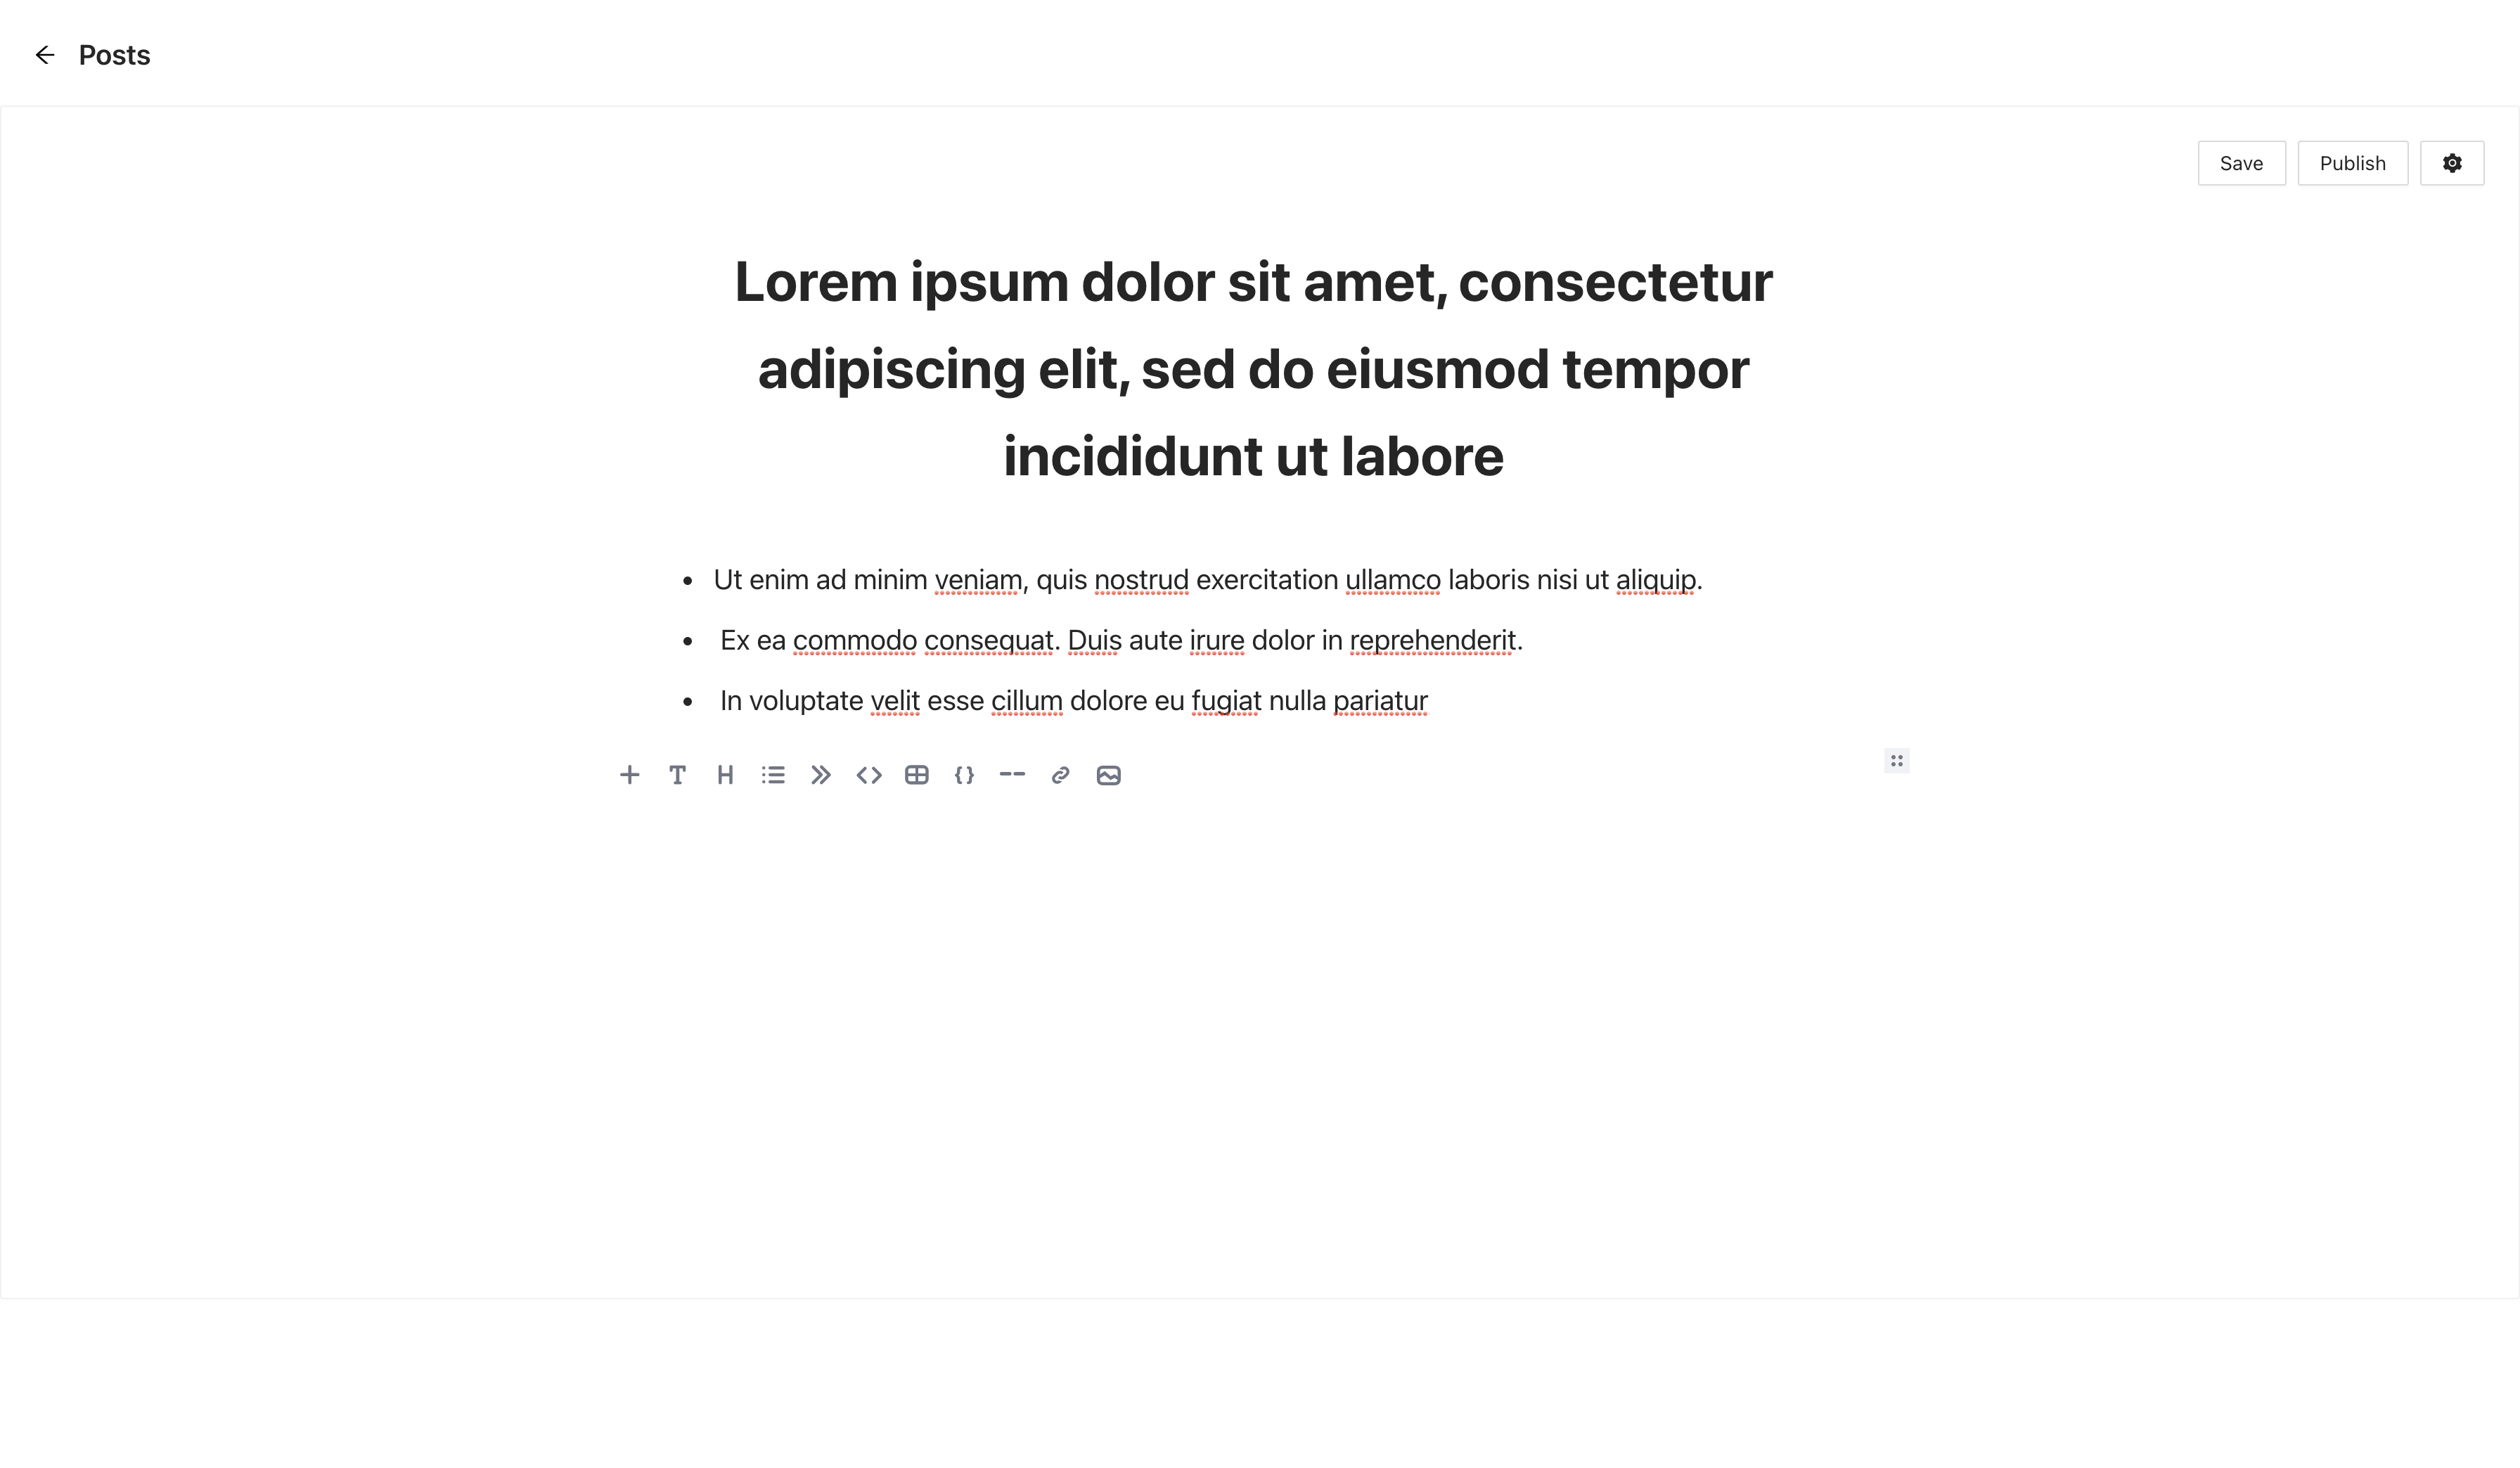 Posts
Save
Publish
Lorem ipsum dolor sit amet, consectetur
adipiscing elit, sed do eiusmod tempor
incididunt ut labore
Ut enim ad minim veniam, quis nostrud exercitation ullamco laboris nisi ut aliquip.
Ex ea commodo consequat. Duis aute irure dolor in reprehenderit.
In voluptate velit esse cillum dolore eu fugiat nulla pariatur